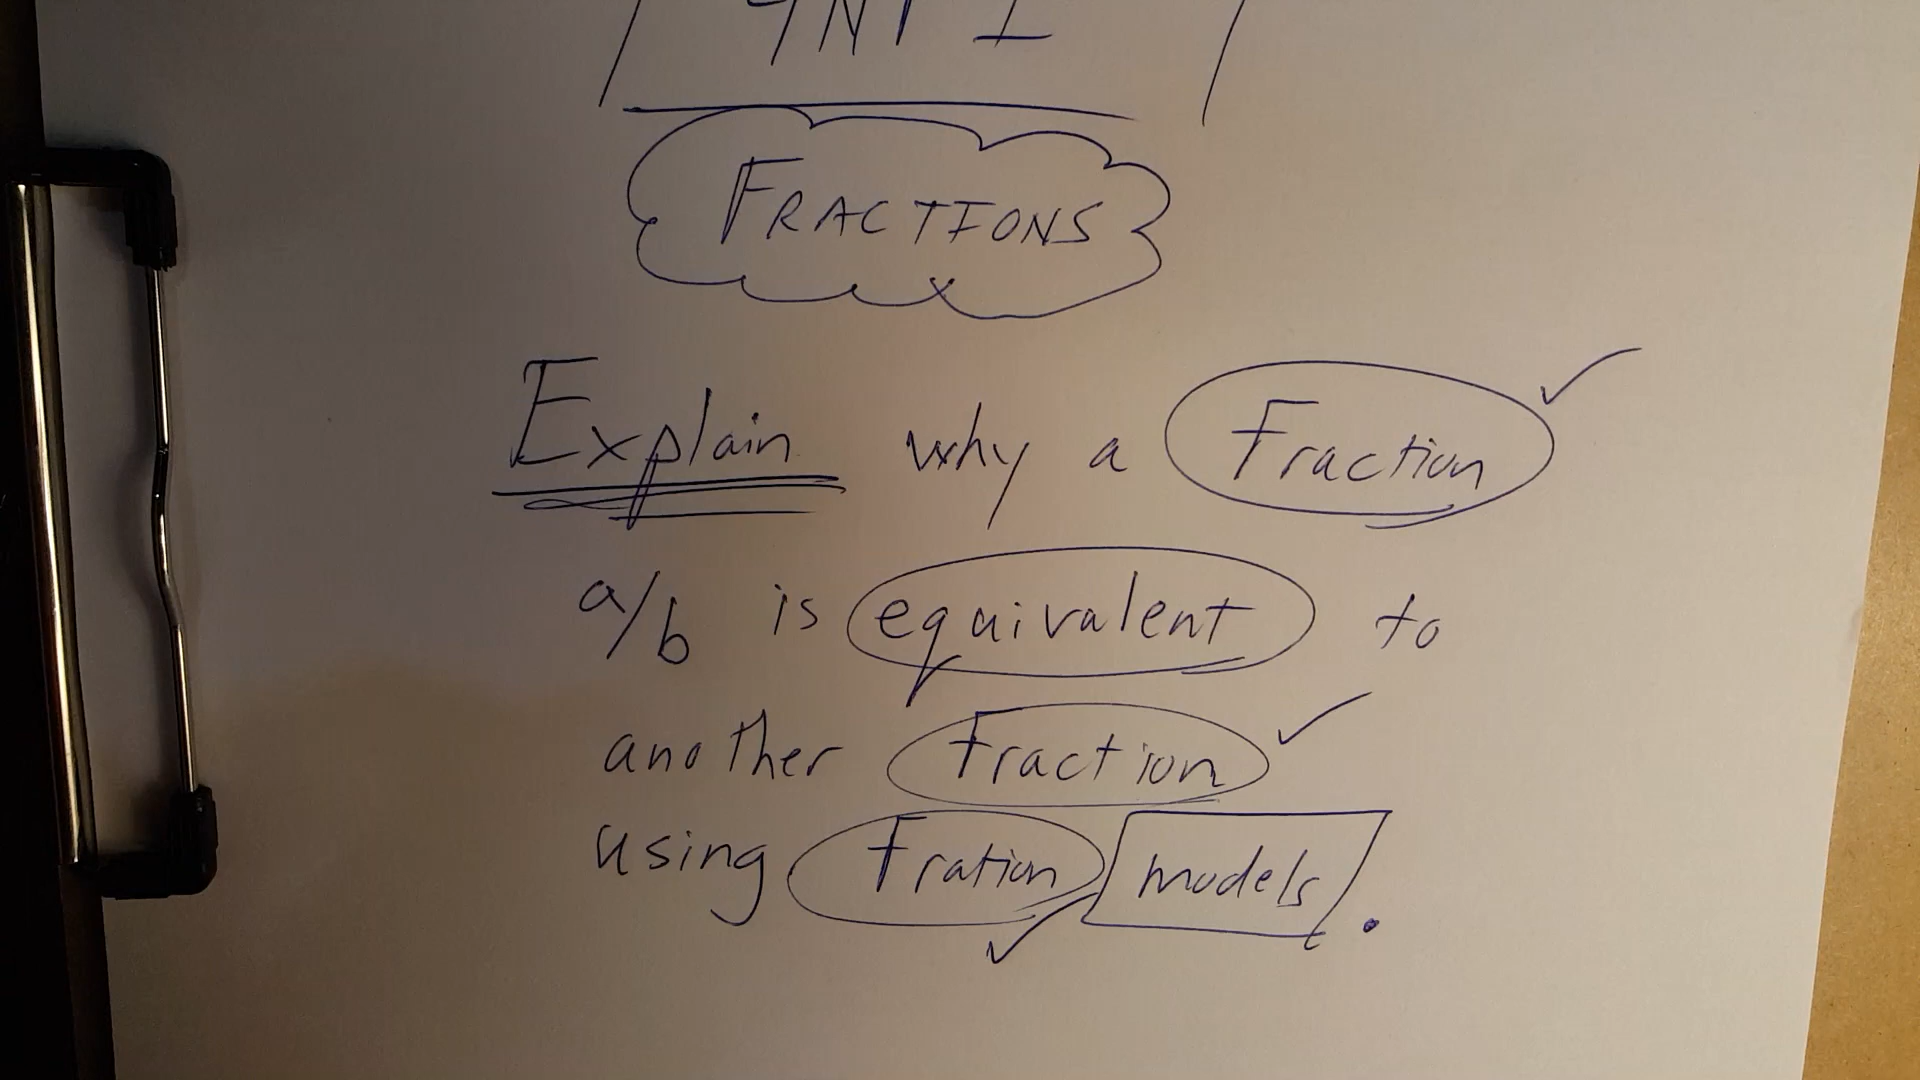 FRACTIONS
Explain why a Fraction
a/b is equivalent to
another Fraction
using Fration models.